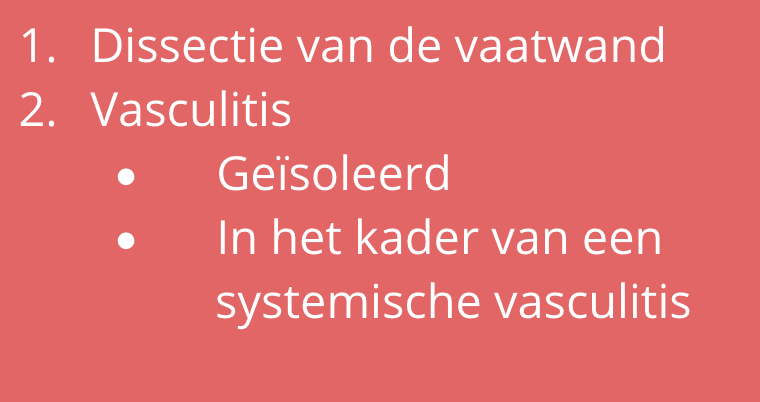 1. Dissectie van de vaatwand
2. Vasculitis
• Geïsoleerd
• In het kader van een
systemische vasculitis